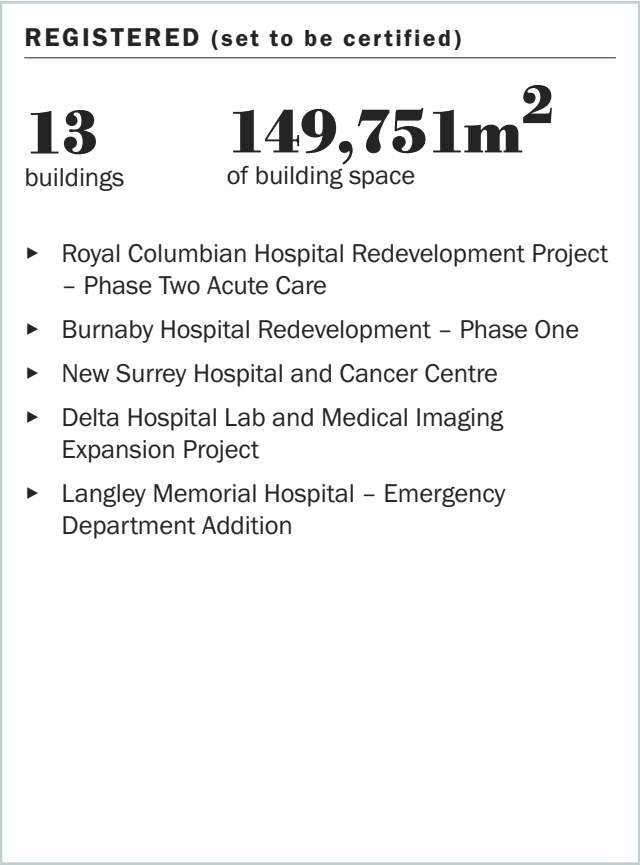 REGISTERED (set to be certified)
13
buildings
149,751m²
of building space
▸ Royal Columbian Hospital Redevelopment Project
– Phase Two Acute Care
▸ Burnaby Hospital Redevelopment – Phase One
▸ New Surrey Hospital and Cancer Centre
▸ Delta Hospital Lab and Medical Imaging
Expansion Project
▸ Langley Memorial Hospital – Emergency
Department Addition